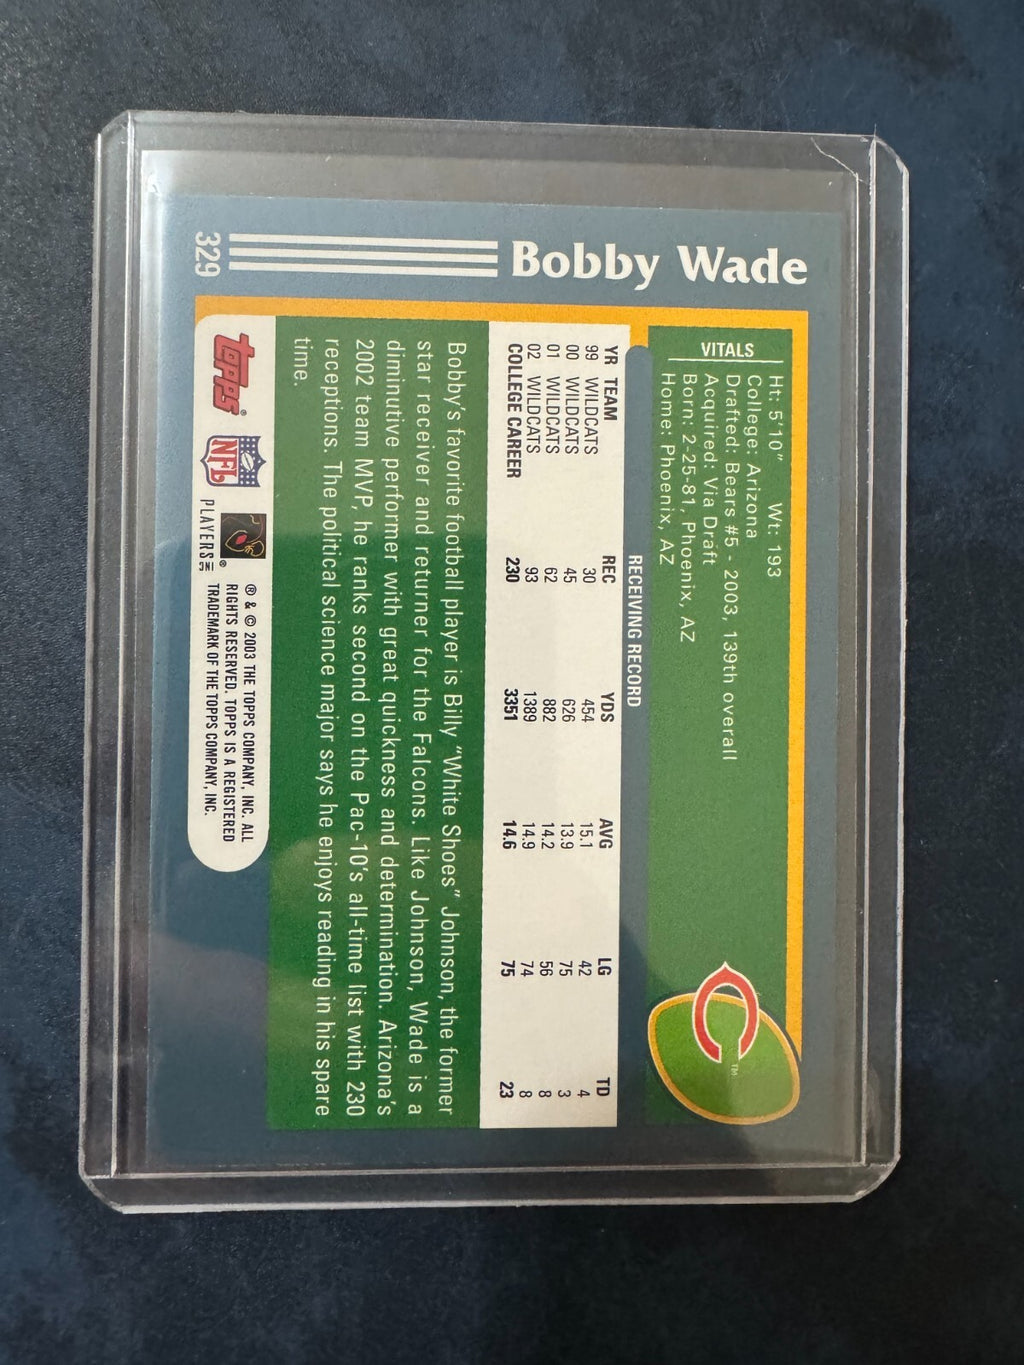 Bobby Wade
329
VITALS
Ht: 5'10" Wt: 193
College: Arizona
Drafted: Bears #5 - 2003, 139th overall
Acquired: Via Draft
Born: 2-25-81, Phoenix, AZ
Home: Phoenix, AZ
C
TM
RECEIVING RECORD
YR TEAM REC YDS AVG LG TD
99 WILDCATS 30 454 15.1 42 4
00 WILDCATS 45 626 13.9 75 3
01 WILDCATS 62 882 14.2 56 8
02 WILDCATS 93 1389 14.9 74 8
COLLEGE CAREER 230 3351 14.6 75 23
Bobby's favorite football player is Billy "White Shoes" Johnson, the former
star receiver and returner for the Falcons. Like Johnson, Wade is a
diminutive performer with great quickness and determination. Arizona's
2002 team MVP, he ranks second on the Pac-10's all-time list with 230
receptions. The political science major says he enjoys reading in his spare
time.
topps®
NFL
PLAYERS INC ®
® & © 2003 THE TOPPS COMPANY, INC. ALL
RIGHTS RESERVED. TOPPS IS A REGISTERED
TRADEMARK OF THE TOPPS COMPANY, INC.